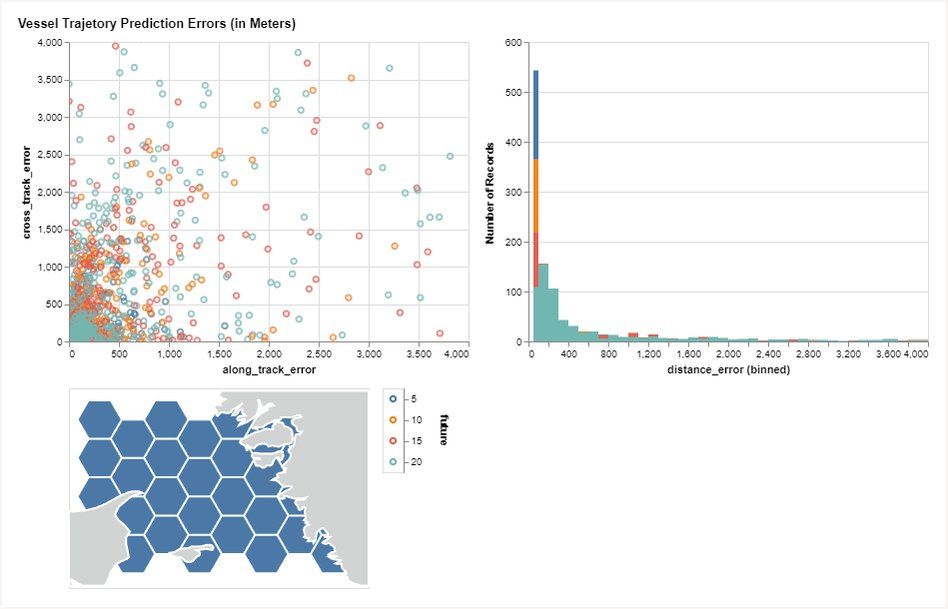 Vessel Trajetory Prediction Errors (in Meters)
4,000
3,500
3,000
2,500
2,000
1,500
1,000
500
0
cross_track_error
0 500 1,000 1,500 2,000 2,500 3,000 3,500 4,000
along_track_error
600
500
400
300
200
100
0
Number of Records
0 400 800 1,200 1,600 2,000 2,400 2,800 3,200 3,600 4,000
distance_error (binned)
5
10
15
20
future